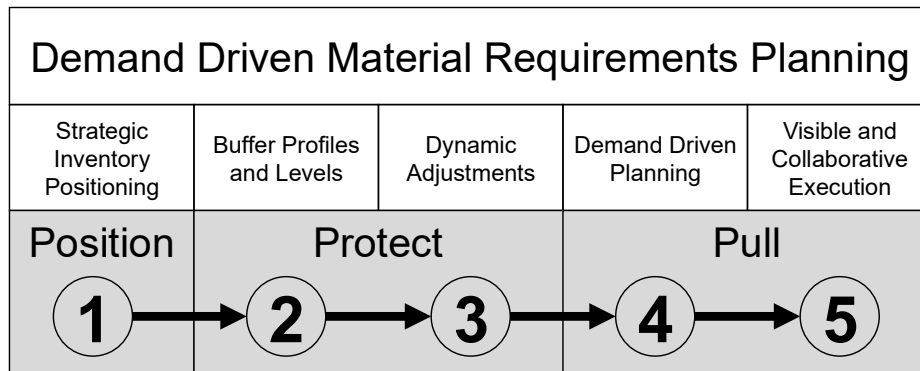 Demand Driven Material Requirements Planning
Strategic
Inventory
Positioning
Buffer Profiles
and Levels
Dynamic
Adjustments
Demand Driven
Planning
Visible and
Collaborative
Execution
Position
Protect
Pull
1
2
3
4
5